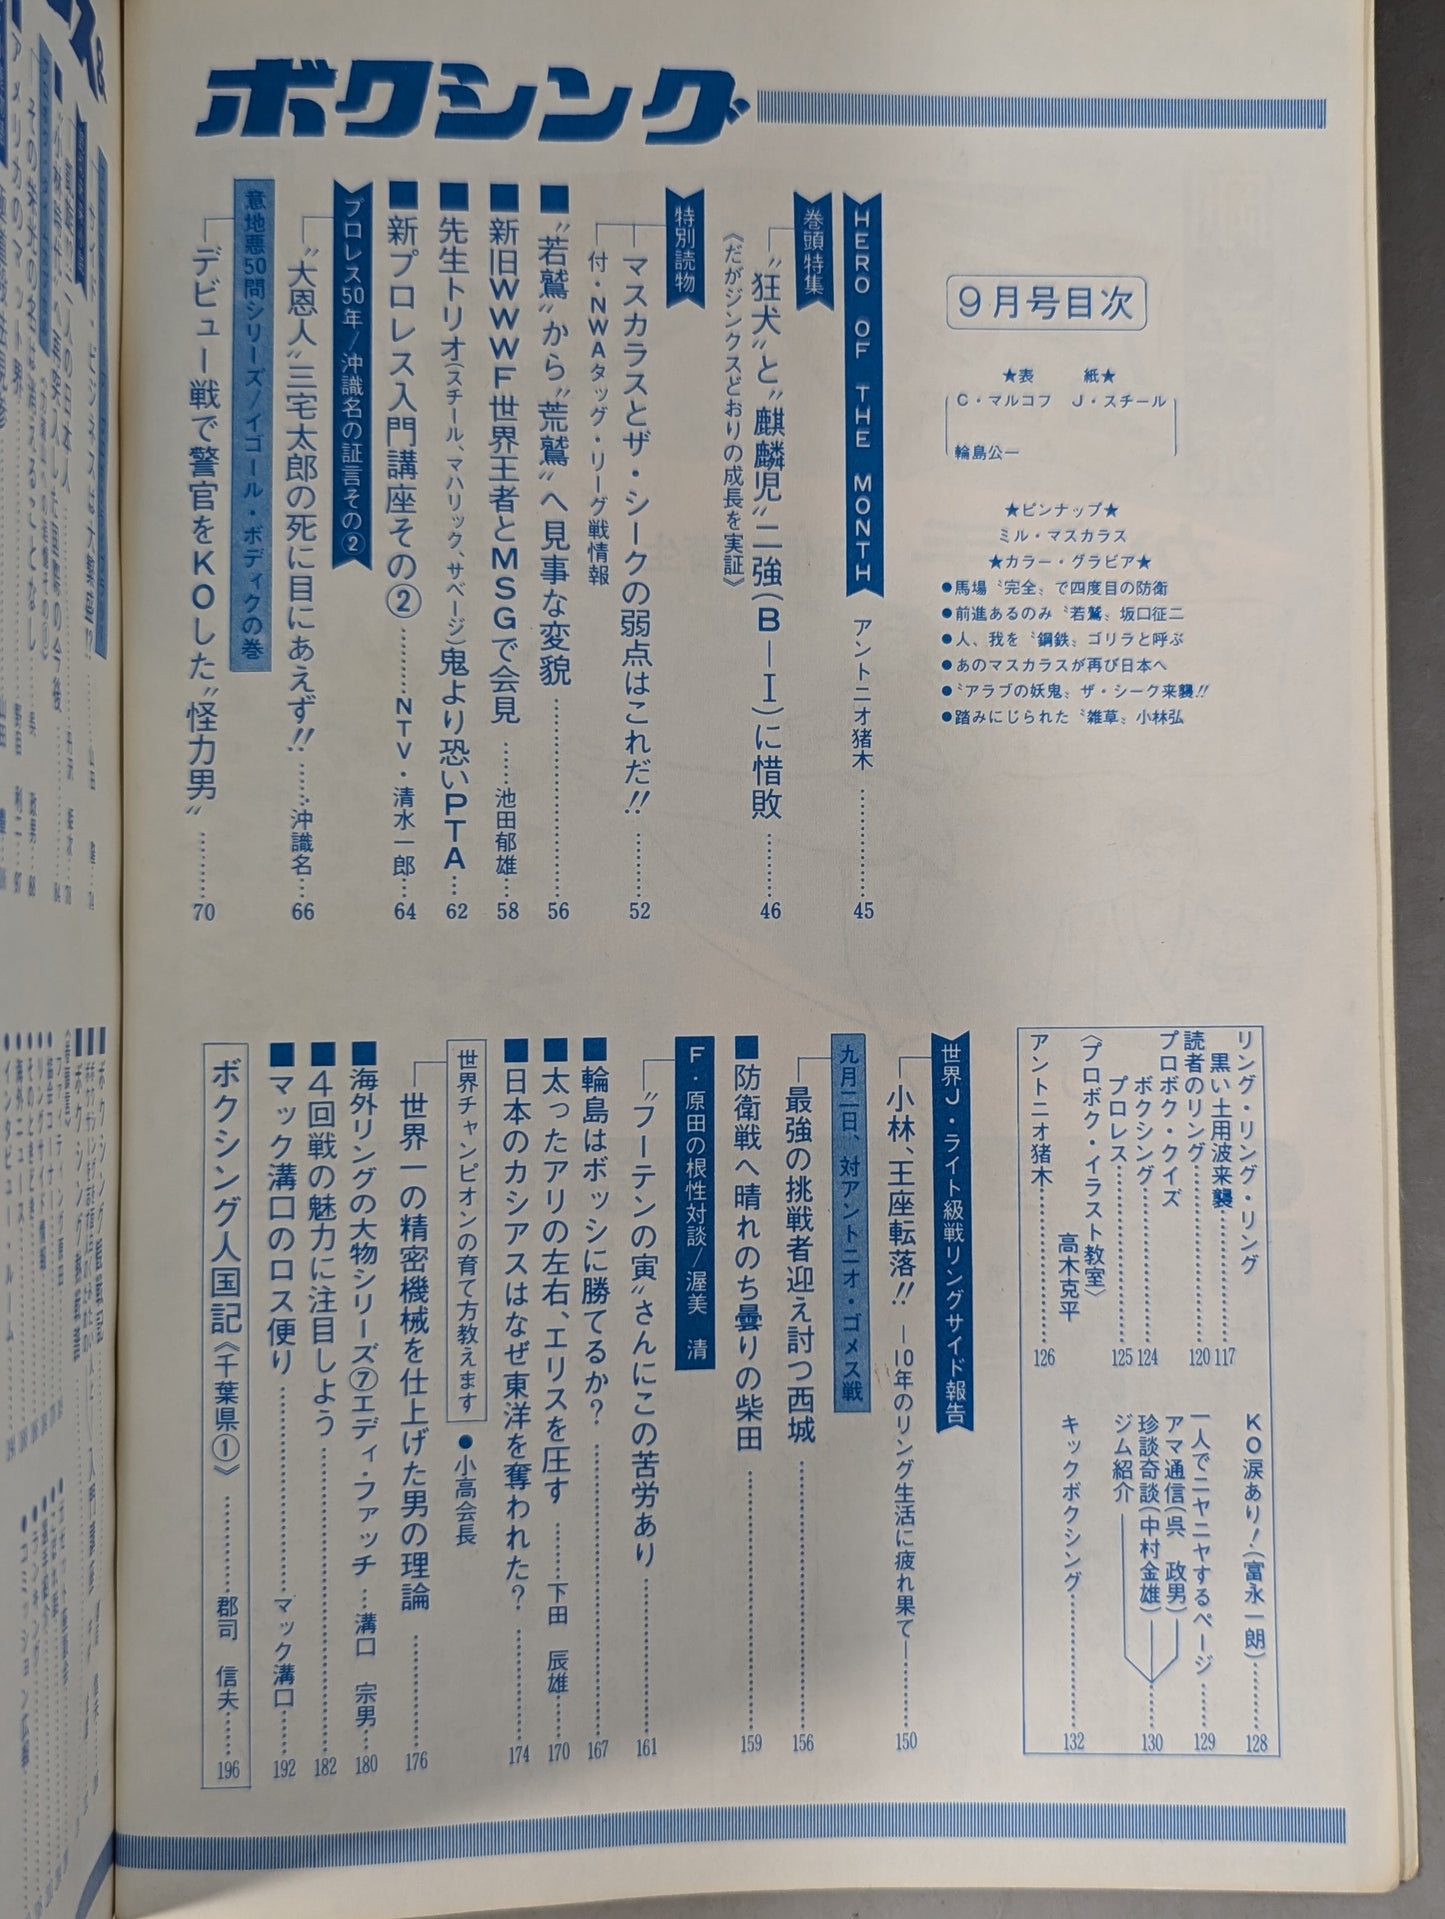 ボクシング
9月号目次
★表　紙★
C・マルコフ　J・スチール
輪島公一
★ピンナップ★
ミル・マスカラス
★カラー・グラビア★
●馬場〝完全〟で四度目の防衛
●前進あるのみ〝若鷲〟坂口征二
●人、我を〝鋼鉄〟ゴリラと呼ぶ
●あのマスカラスが再び日本へ
●〝アラブの妖鬼〟ザ・シーク来襲!!
●踏みにじられた〝雑草〟小林弘
HERO OF THE MONTH アントニオ猪木………45
巻頭特集
〝狂犬〟と〝麒麟児〟二強(B―I)に惜敗………46
《だがジンクスどおりの成長を実証》
特別読物
マスカラスとザ・シークの弱点はこれだ!!………52
付・NWAタッグ・リーグ戦情報
■〝若鷲〟から〝荒鷲〟へ見事な変貌………56
■新旧WWWF世界王者とMSGで会見………池田郁雄…58
■先生トリオ(スチール、マハリック、サベージ)鬼より恐いPTA…62
■新プロレス入門講座その②………NTV・清水一郎…64
プロレス50年/沖識名の証言その②
〝大恩人〟三宅太郎の死に目にあえず!!………沖識名…66
意地悪50問シリーズ/イゴール・ボディクの巻
デビュー戦で警官をKOした〝怪力男〟………70
リング・リング・リング
黒い土用波来襲………117
読者のリング………120
プロボク・クイズ
ボクシング………124
プロレス………125
〈プロボク・イラスト教室〉
高木克平
アントニオ猪木………126
KO涙あり!(富永一朗)………128
一人でニヤニヤするページ………129
アマ通信(呉　政男)
珍談奇談(中村金雄)
ジム紹介
………130
キックボクシング………132
世界J・ライト級戦リングサイド報告
小林、王座転落!! ―10年のリング生活に疲れ果て―………150
九月二日、対アントニオ・ゴメス戦
最強の挑戦者迎え討つ西城………156
■防衛戦へ晴れのち曇りの柴田………159
F・原田の根性対談/渥美　清
〝フーテンの寅〟さんにこの苦労あり………161
■輪島はボッシに勝てるか？………167
■太ったアリの左右、エリスを圧す………下田　辰雄…170
■日本のカシアスはなぜ東洋を奪われた？………174
世界チャンピオンの育て方教えます ●小高会長
世界一の精密機械を仕上げた男の理論………176
■海外リングの大物シリーズ⑦エディ・ファッチ…溝口　宗男…180
■4回戦の魅力に注目しよう………182
■マック溝口のロス便り………マック溝口…192
ボクシング人国記《千葉県①》………郡司　信夫…196